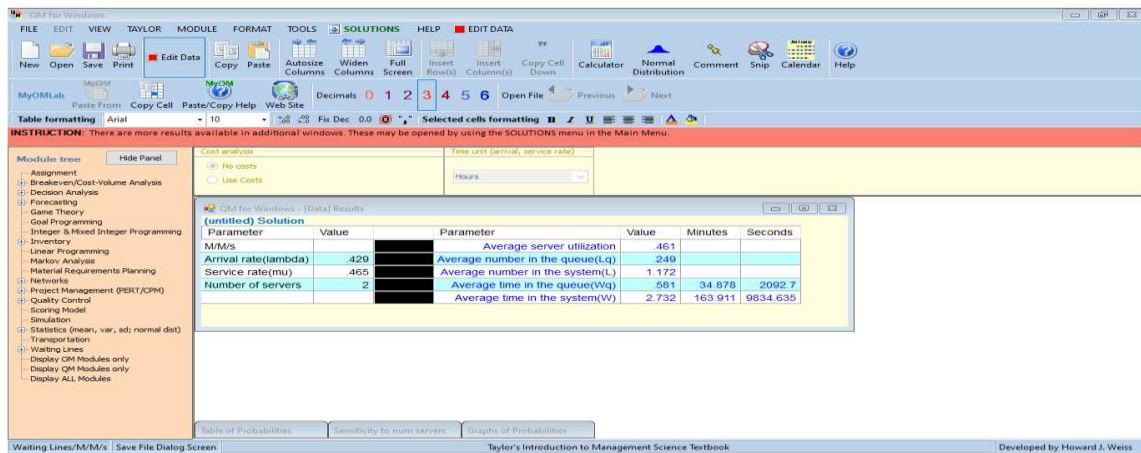 QM for Windows
FILE EDIT VIEW TAYLOR MODULE FORMAT TOOLS SOLUTIONS HELP EDIT DATA
New Open Save Print Edit Data Copy Paste Autosize Columns Widen Columns Full Screen Insert Row(s) Insert Column(s) Copy Cell Down Calculator Normal Distribution Comment Snip Calendar Help
MyOMLab Paste From Copy Cell Paste/Copy Help Web Site Decimals 0 1 2 3 4 5 6 Open File Previous Next
Table formatting Arial 10 Fix Dec 0.0 "," Selected cells formatting B I U A
INSTRUCTION: There are more results available in additional windows. These may be opened by using the SOLUTIONS menu in the Main Menu.
Module tree Hide Panel
Assignment
Breakeven/Cost-Volume Analysis
Decision Analysis
Forecasting
Game Theory
Goal Programming
Integer & Mixed Integer Programming
Inventory
Linear Programming
Markov Analysis
Material Requirements Planning
Networks
Project Management (PERT/CPM)
Quality Control
Scoring Model
Simulation
Statistics (mean, var, sd; normal dist)
Transportation
Waiting Lines
Display OM Modules only
Display QM Modules only
Display ALL Modules
Cost analysis
No costs
Use Costs
Time unit (arrival, service rate)
Hours
QM for Windows - [Data] Results
(untitled) Solution
Parameter Value Parameter Value Minutes Seconds
M/M/s Average server utilization .461
Arrival rate(lambda) .429 Average number in the queue(Lq) .249
Service rate(mu) .465 Average number in the system(L) 1.172
Number of servers 2 Average time in the queue(Wq) .581 34.878 2092.7
Average time in the system(W) 2.732 163.911 9834.635
Table of Probabilities Sensitivity to num servers Graphs of Probabilities
Waiting Lines/M/M/s Save File Dialog Screen Taylor's Introduction to Management Science Textbook Developed by Howard J. Weiss